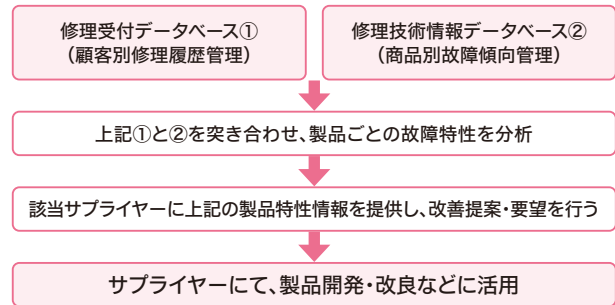 修理受付データベース①
（顧客別修理履歴管理）
修理技術情報データベース②
（商品別故障傾向管理）
上記①と②を突き合わせ、製品ごとの故障特性を分析
該当サプライヤーに上記の製品特性情報を提供し、改善提案・要望を行う
サプライヤーにて、製品開発・改良などに活用